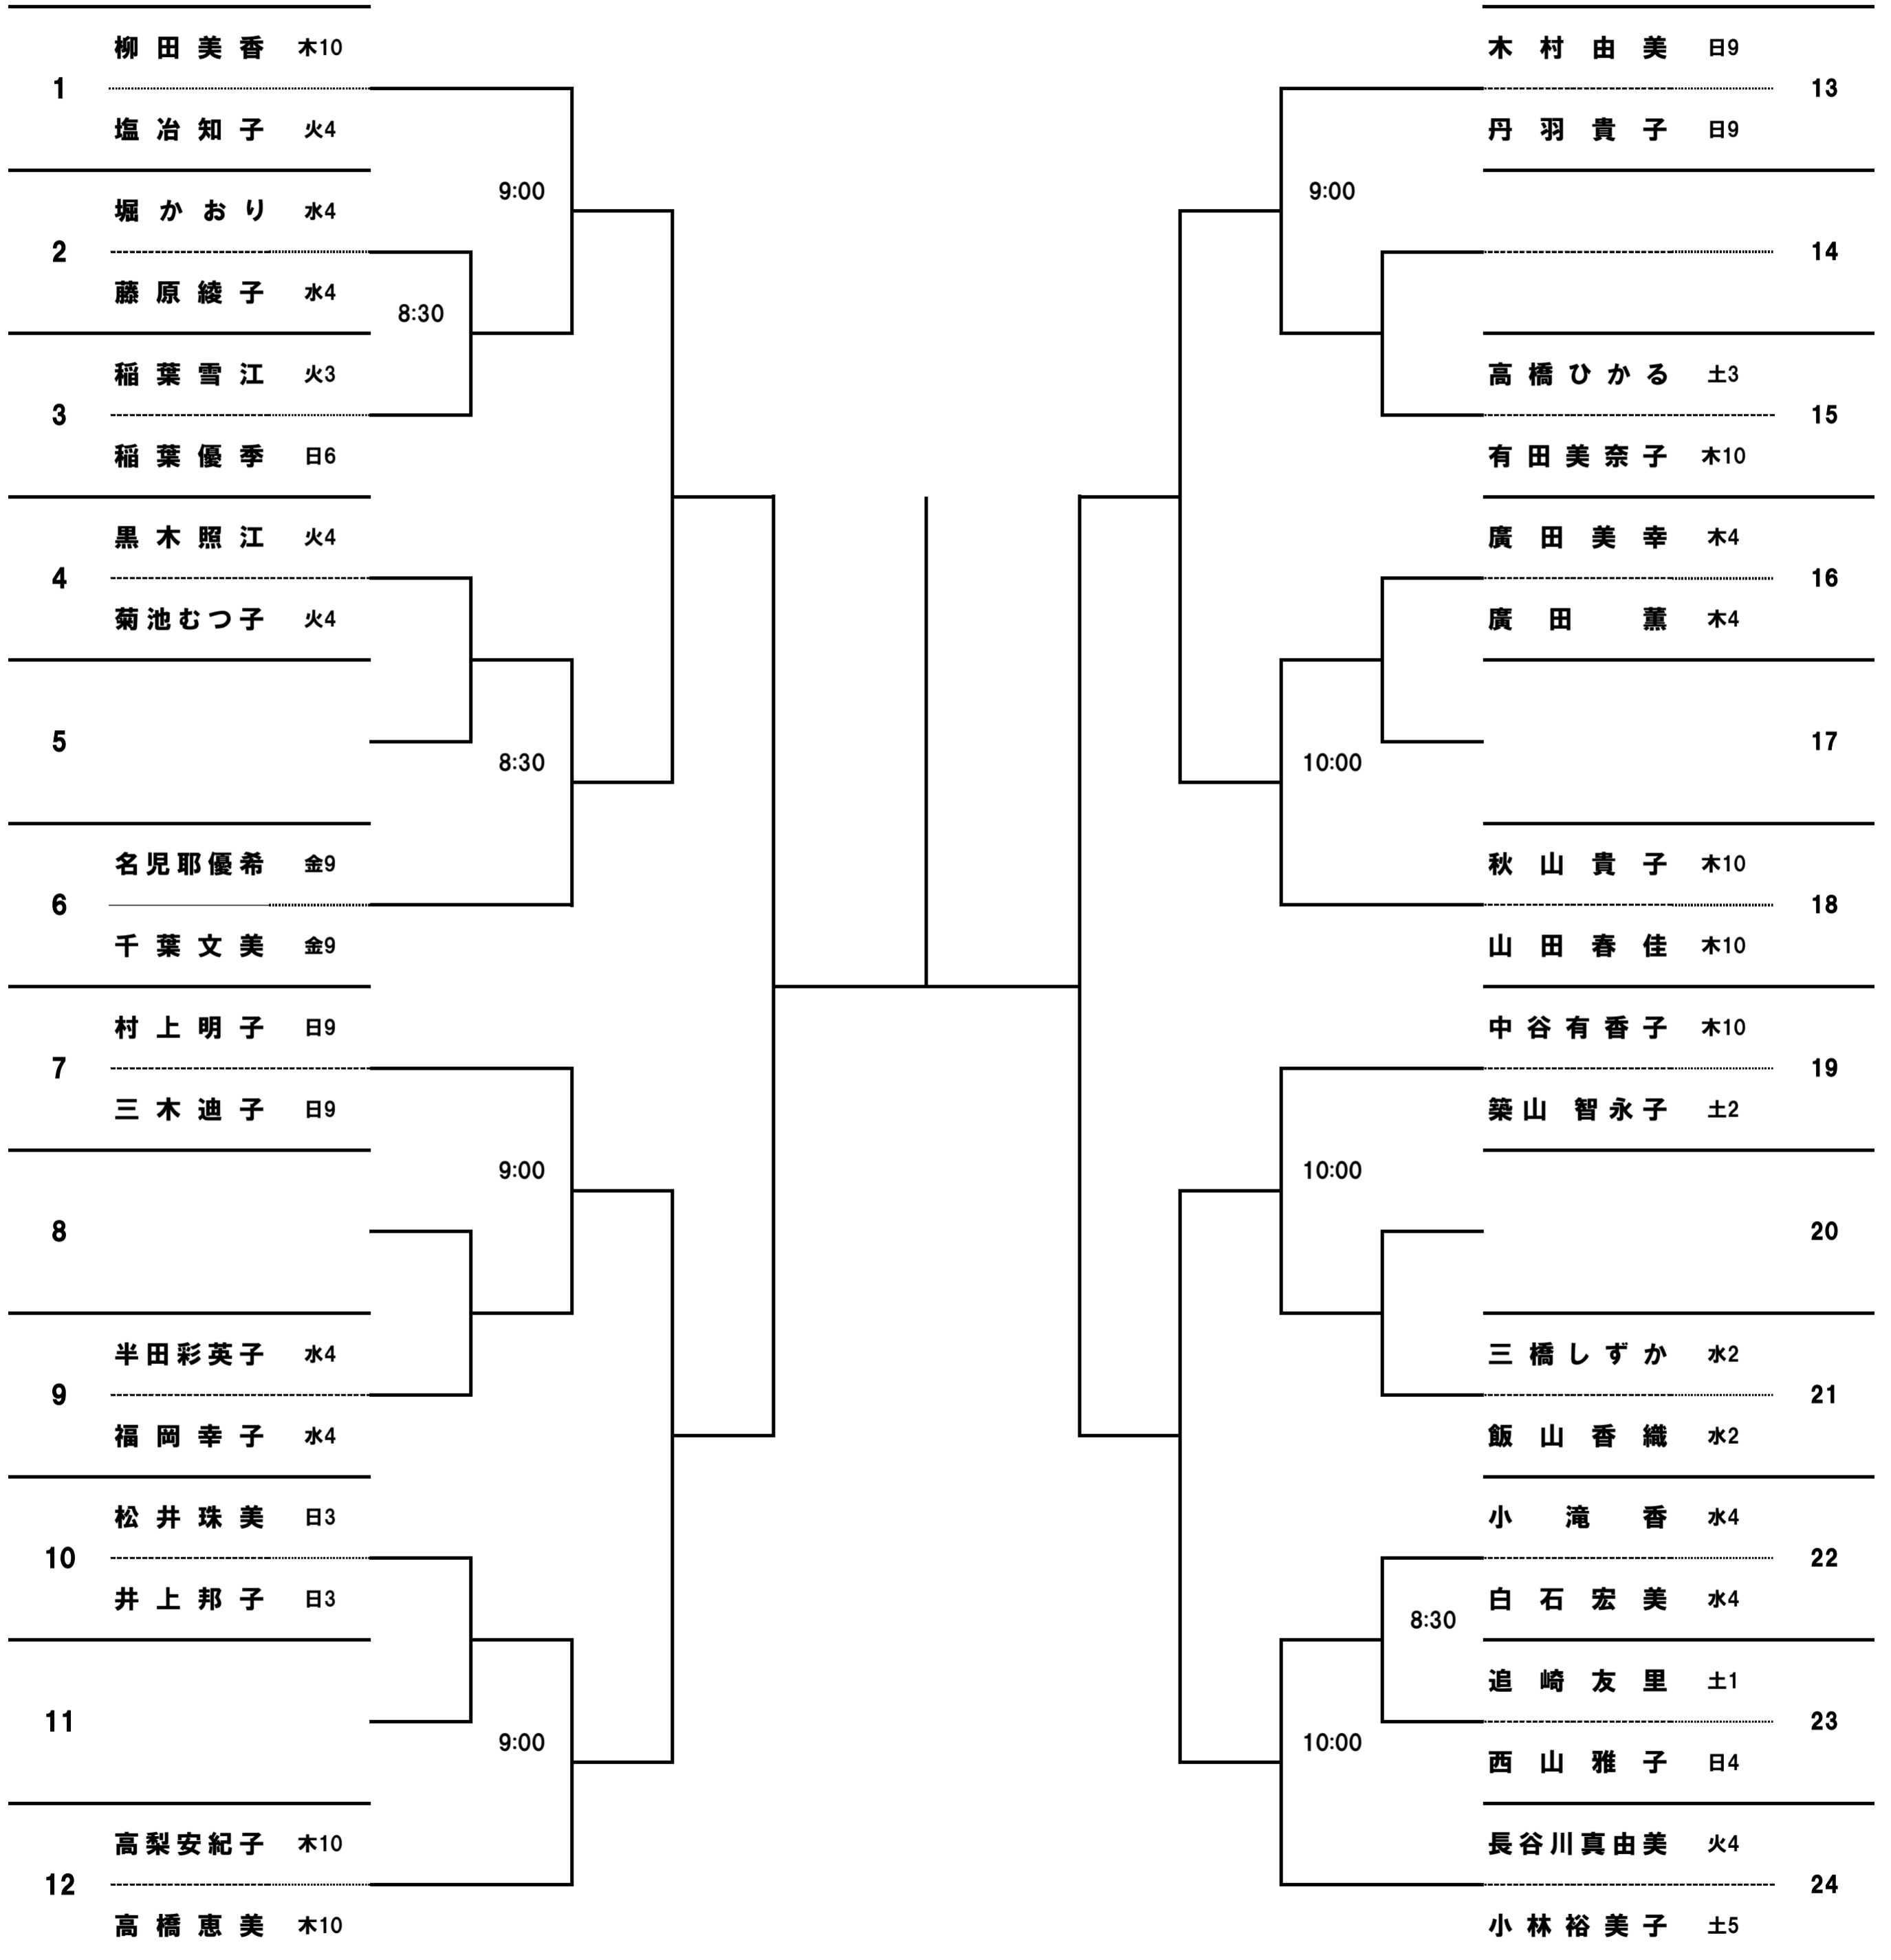 柳田美香 木10
1
塩冶知子 火4
9:00
堀かおり 水4
2
藤原綾子 水4
8:30
稲葉雪江 火3
3
稲葉優季 日6
黒木照江 火4
4
菊池むつ子 火4
5
8:30
名児耶優希 金9
6
千葉文美 金9
村上明子 日9
7
三木迪子 日9
9:00
8
半田彩英子 水4
9
福岡幸子 水4
松井珠美 日3
10
井上邦子 日3
11
9:00
高梨安紀子 木10
12
高橋恵美 木10
木村由美 日9
13
丹羽貴子 日9
9:00
14
高橋ひかる 土3
15
有田美奈子 木10
廣田美幸 木4
16
廣田 薫 木4
17
10:00
秋山貴子 木10
18
山田春佳 木10
中谷有香子 木10
19
築山 智永子 土2
10:00
20
三橋しずか 水2
21
飯山香織 水2
小滝香 水4
22
白石宏美 水4
8:30
追崎友里 土1
23
西山雅子 日4
10:00
長谷川真由美 火4
24
小林裕美子 土5